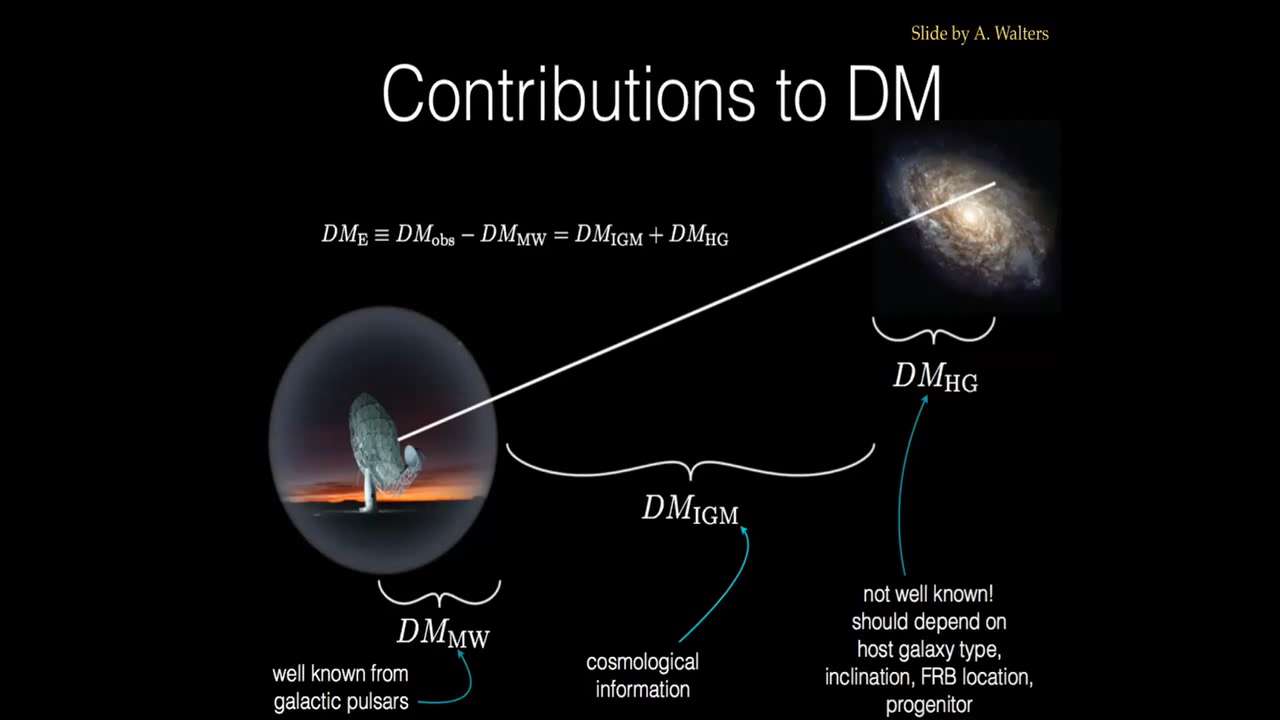 Slide by A. Walters
Contributions to DM
DM_E ≡ DM_obs − DM_MW = DM_IGM + DM_HG
DM_HG
DM_IGM
DM_MW
well known from
galactic pulsars
cosmological
information
not well known!
should depend on
host galaxy type,
inclination, FRB location,
progenitor